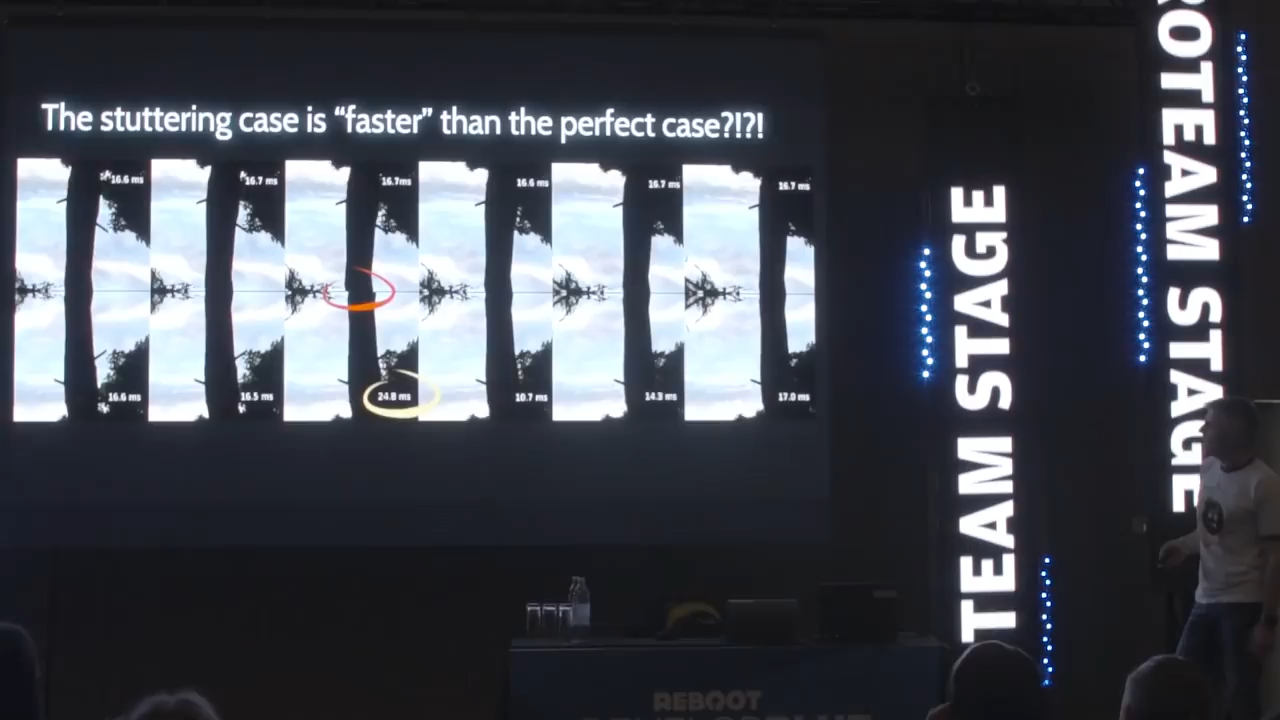 The stuttering case is “faster” than the perfect case?!?!
16.6 ms
16.7 ms
16.7ms
16.6 ms
16.7 ms
16.7 ms
16.6 ms
16.5 ms
24.8 ms
10.7 ms
14.3 ms
17.0 ms
TEAM STAGE
OTEAM STAGE
REBOOT